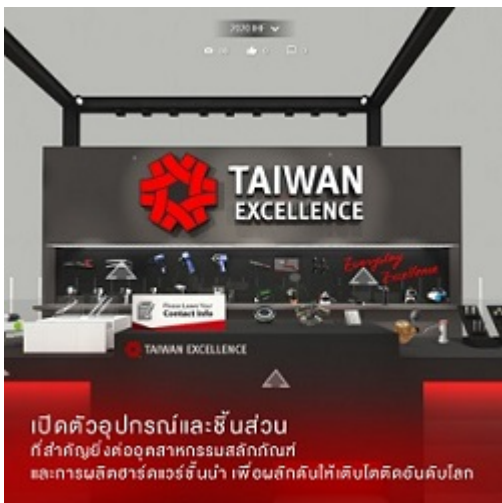 2020 IHF
TAIWAN
EXCELLENCE
Everyday
Excellence
Please Leave Your
Contact Info
TAIWAN EXCELLENCE
เปิดตัวอุปกรณ์และชิ้นส่วน
ที่สำคัญยิ่งต่ออุตสาหกรรมสลักภัณฑ์
และการผลิตฮาร์ดแวร์ชั้นนำ เพื่อผลักดันให้เติบโตติดอันดับโลก